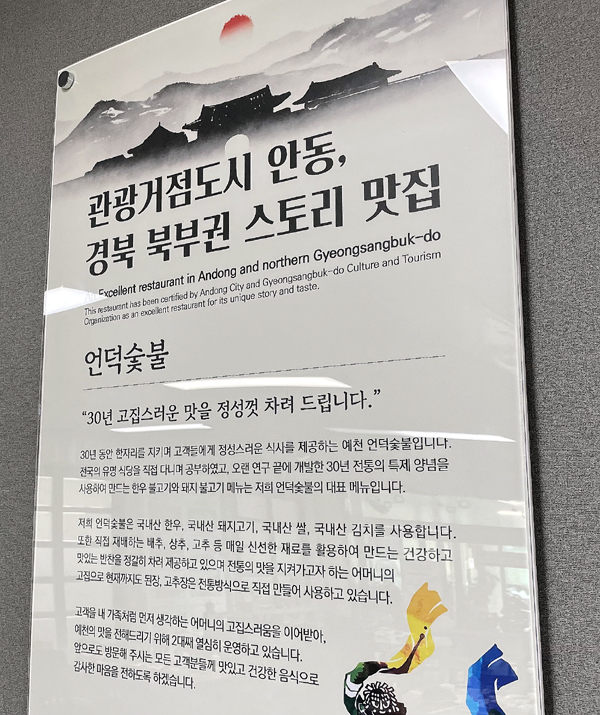 관광거점도시 안동,
경북 북부권 스토리 맛집
Excellent restaurant in Andong and northern Gyeongsangbuk-do
This restaurant has been certified by Andong City and Gyeongsangbuk-do Culture and Tourism
Organization as an excellent restaurant for its unique story and taste.
언덕숯불
“30년 고집스러운 맛을 정성껏 차려 드립니다.”
30년 동안 한자리를 지키며 고객들에게 정성스러운 식사를 제공하는 예천 언덕숯불입니다.
전국의 유명 식당을 직접 다니며 공부하였고, 오랜 연구 끝에 개발한 30년 전통의 특제 양념을
사용하여 만드는 한우 불고기와 돼지 불고기 메뉴는 저희 언덕숯불의 대표 메뉴입니다.
저희 언덕숯불은 국내산 한우, 국내산 돼지고기, 국내산 쌀, 국내산 김치를 사용합니다.
또한 직접 재배하는 배추, 상추, 고추 등 매일 신선한 재료를 활용하여 만드는 건강하고
맛있는 반찬을 정갈히 차려 제공하고 있으며 전통의 맛을 지켜가고자 하는 어머니의
고집으로 현재까지도 된장, 고추장은 전통방식으로 직접 만들어 사용하고 있습니다.
고객을 내 가족처럼 먼저 생각하는 어머니의 고집스러움을 이어받아,
예천의 맛을 전해드리기 위해 2대째 열심히 운영하고 있습니다.
앞으로도 방문해 주시는 모든 고객분들께 맛있고 건강한 음식으로
감사한 마음을 전하도록 하겠습니다.